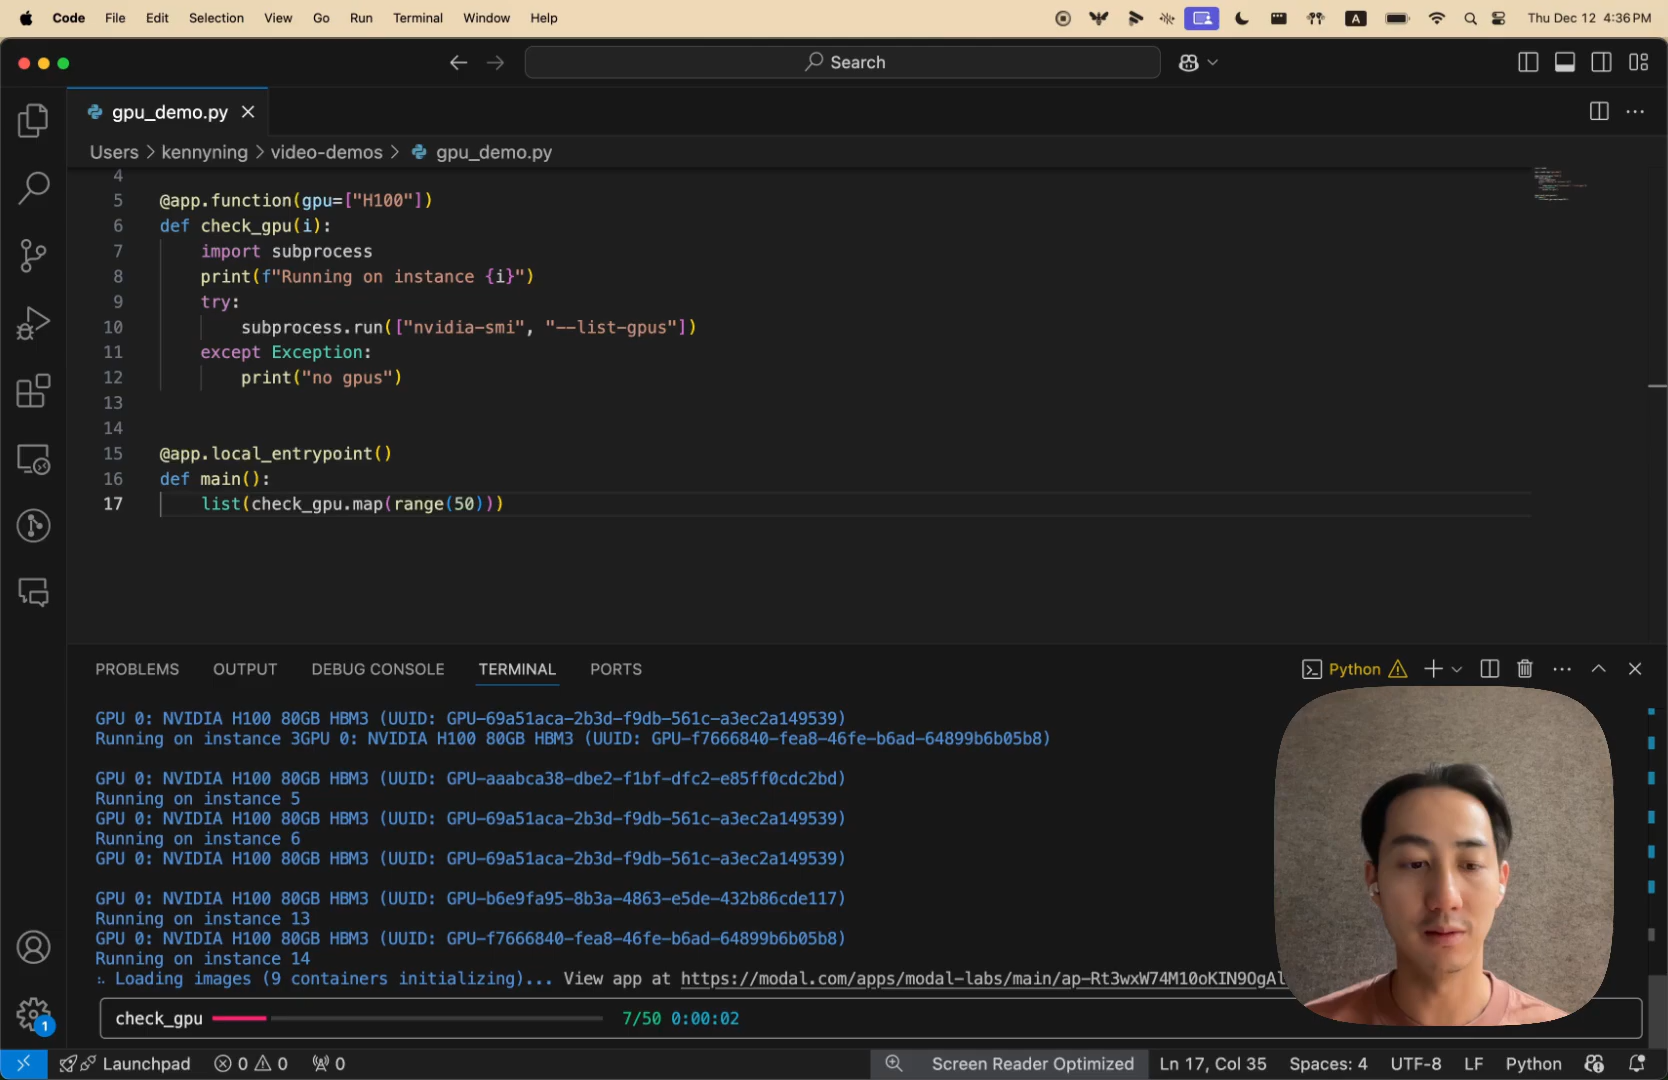 Code File Edit Selection View Go Run Terminal Window Help A Thu Dec 12 4:36 PM
Search
gpu_demo.py
Users > kennyning > video-demos > gpu_demo.py
4
5 @app.function(gpu=["H100"])
6 def check_gpu(i):
7 import subprocess
8 print(f"Running on instance {i}")
9 try:
10 subprocess.run(["nvidia-smi", "--list-gpus"])
11 except Exception:
12 print("no gpus")
13
14
15 @app.local_entrypoint()
16 def main():
17 list(check_gpu.map(range(50)))
PROBLEMS OUTPUT DEBUG CONSOLE TERMINAL PORTS Python
GPU 0: NVIDIA H100 80GB HBM3 (UUID: GPU-69a51aca-2b3d-f9db-561c-a3ec2a149539)
Running on instance 3GPU 0: NVIDIA H100 80GB HBM3 (UUID: GPU-f7666840-fea8-46fe-b6ad-64899b6b05b8)
GPU 0: NVIDIA H100 80GB HBM3 (UUID: GPU-aaabca38-dbe2-f1bf-dfc2-e85ff0cdc2bd)
Running on instance 5
GPU 0: NVIDIA H100 80GB HBM3 (UUID: GPU-69a51aca-2b3d-f9db-561c-a3ec2a149539)
Running on instance 6
GPU 0: NVIDIA H100 80GB HBM3 (UUID: GPU-69a51aca-2b3d-f9db-561c-a3ec2a149539)
GPU 0: NVIDIA H100 80GB HBM3 (UUID: GPU-b6e9fa95-8b3a-4863-e5de-432b86cde117)
Running on instance 13
GPU 0: NVIDIA H100 80GB HBM3 (UUID: GPU-f7666840-fea8-46fe-b6ad-64899b6b05b8)
Running on instance 14
Loading images (9 containers initializing)... View app at https://modal.com/apps/modal-labs/main/ap-Rt3wxW74M10oKIN9OgAl
check_gpu 7/50 0:00:02
1
Launchpad 0 0 0 Screen Reader Optimized Ln 17, Col 35 Spaces: 4 UTF-8 LF Python